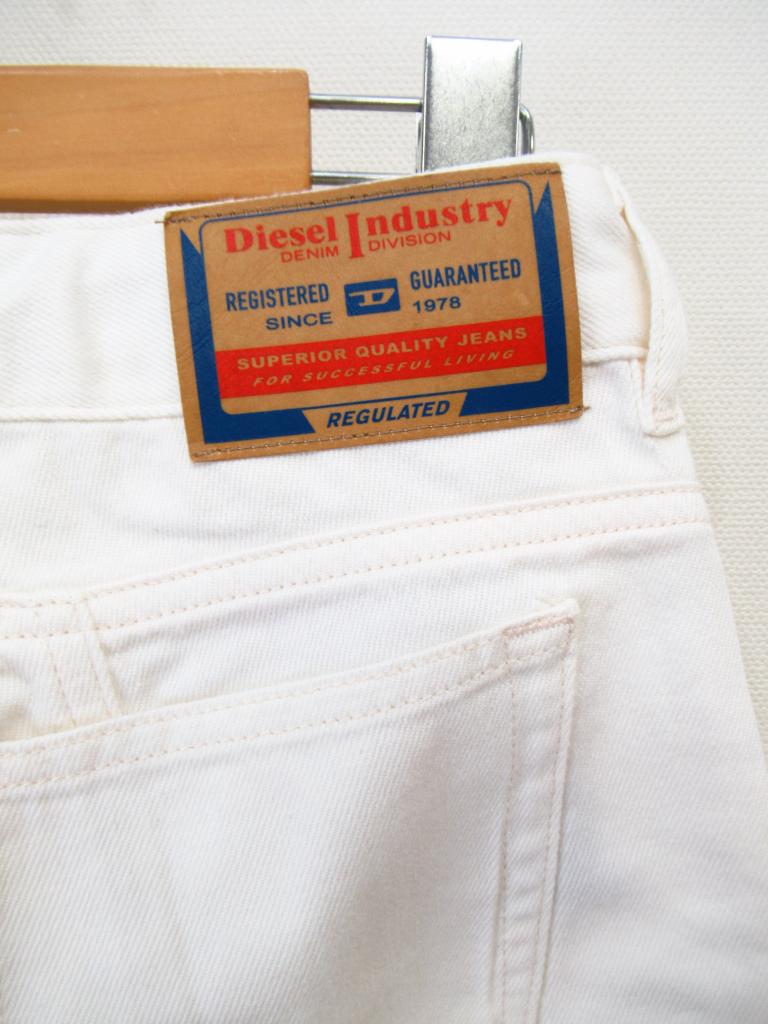 Diesel Industry
DENIM DIVISION
REGISTERED D GUARANTEED
SINCE 1978
SUPERIOR QUALITY JEANS
FOR SUCCESSFUL LIVING
REGULATED